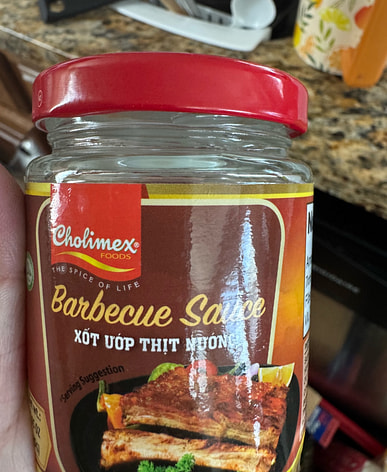 Cholimex®
FOODS
THE SPICE OF LIFE
Barbecue Sauce
XỐT ƯỚP THỊT NƯỚNG
Serving Suggestion